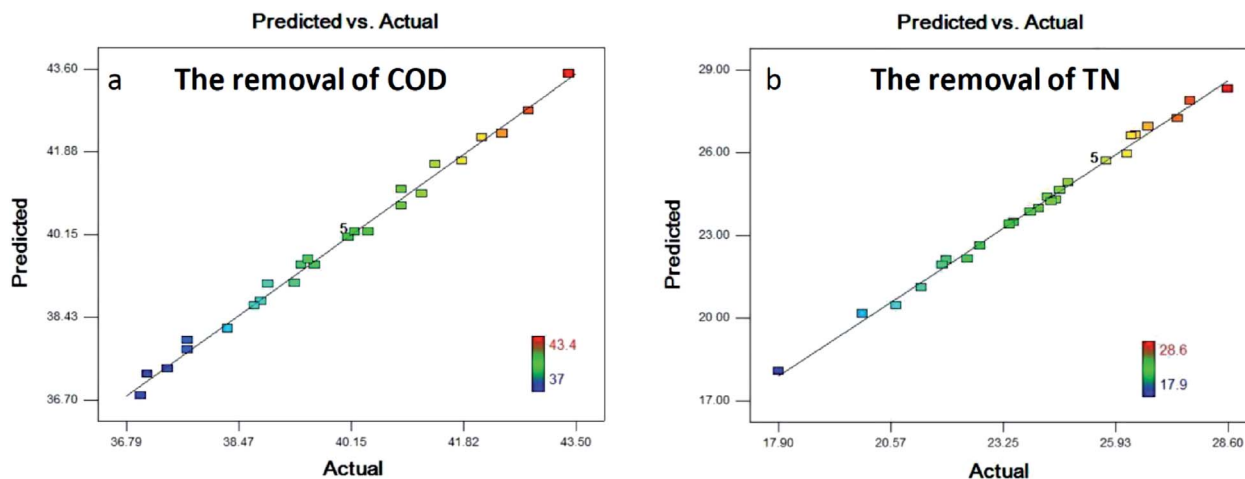 Predicted vs. Actual
a The removal of COD
43.60
41.88
40.15
38.43
36.70
Predicted
5
43.4
37
36.79 38.47 40.15 41.82 43.50
Actual
Predicted vs. Actual
b The removal of TN
29.00
26.00
23.00
20.00
17.00
Predicted
5
28.6
17.9
17.90 20.57 23.25 25.93 28.60
Actual